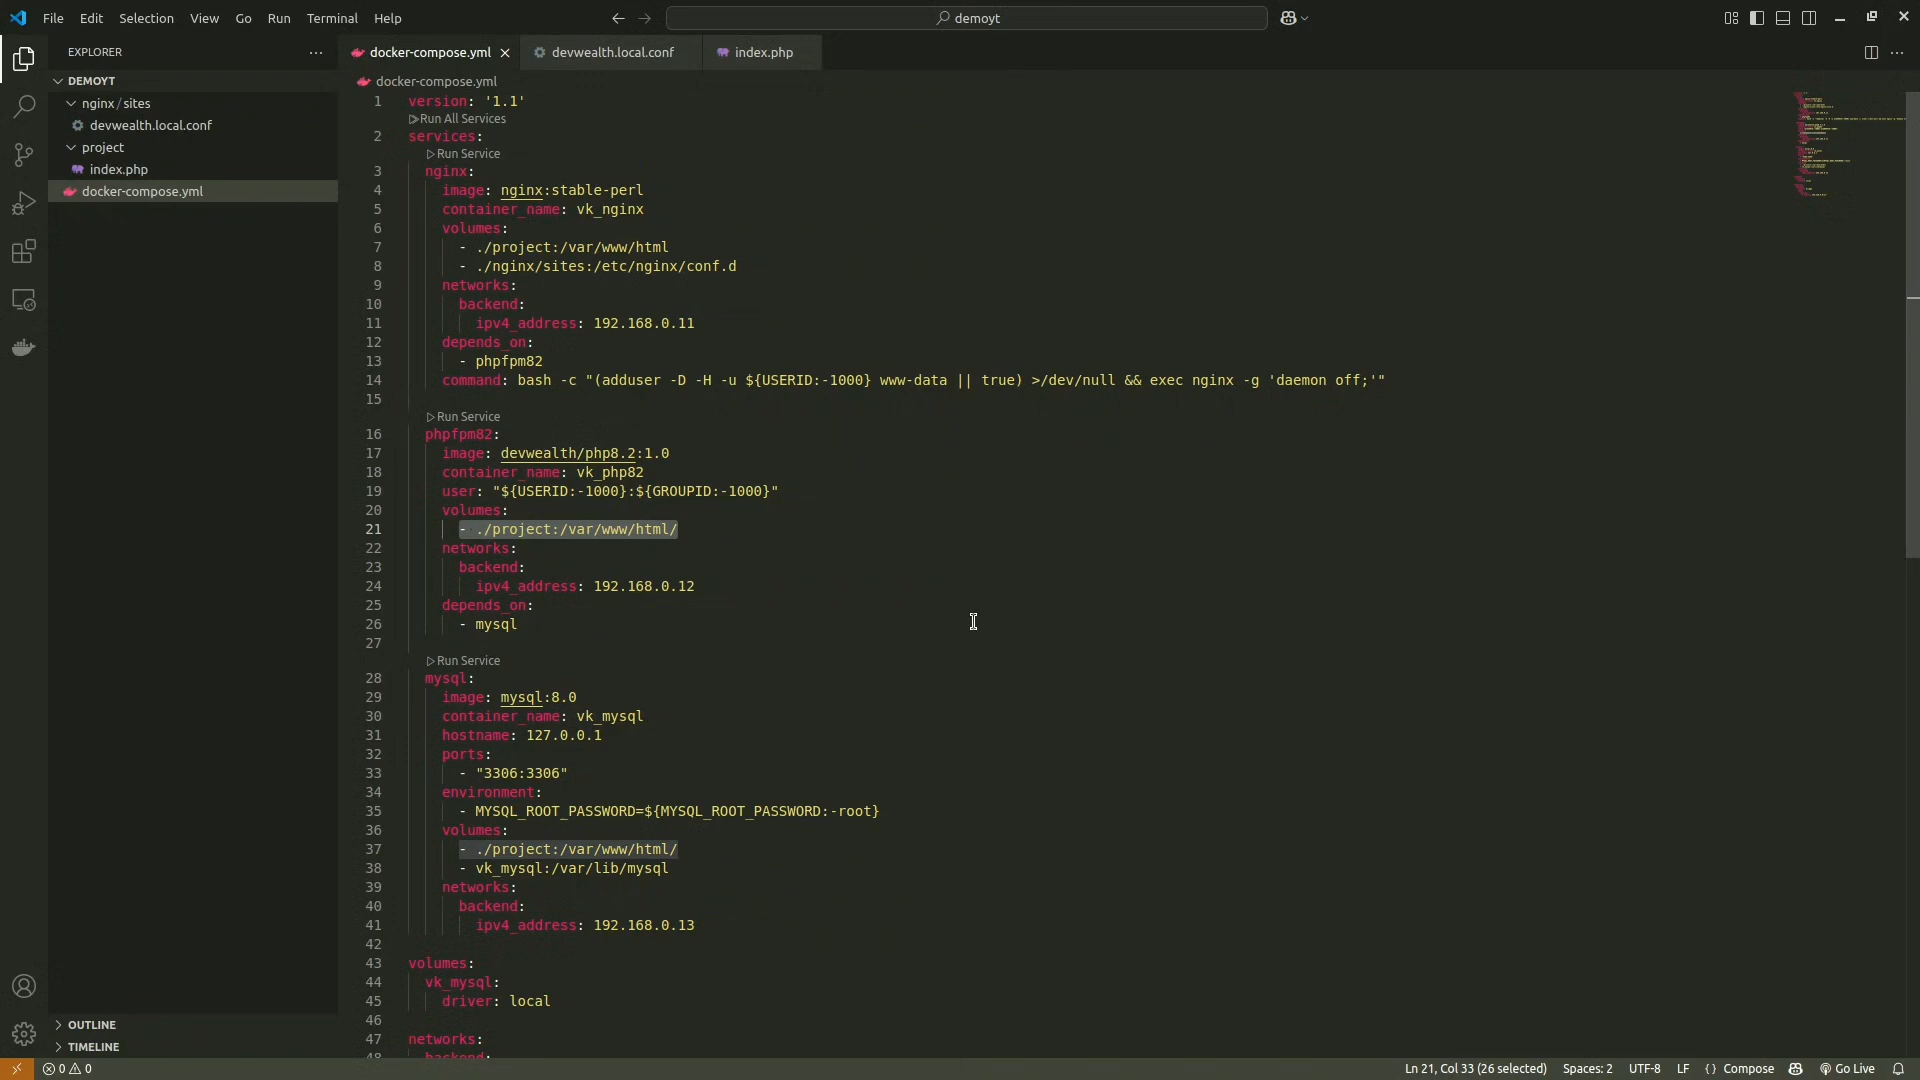 File Edit Selection View Go Run Terminal Help
demoyt
EXPLORER
DEMOYT
nginx/sites
devwealth.local.conf
project
index.php
docker-compose.yml
OUTLINE
TIMELINE
docker-compose.yml devwealth.local.conf index.php
docker-compose.yml
1 version: '1.1'
Run All Services
2 services:
Run Service
3 nginx:
4 image: nginx:stable-perl
5 container_name: vk_nginx
6 volumes:
7 - ./project:/var/www/html
8 - ./nginx/sites:/etc/nginx/conf.d
9 networks:
10 backend:
11 ipv4_address: 192.168.0.11
12 depends_on:
13 - phpfpm82
14 command: bash -c "(adduser -D -H -u ${USERID:-1000} www-data || true) >/dev/null && exec nginx -g 'daemon off;'"
15
Run Service
16 phpfpm82:
17 image: devwealth/php8.2:1.0
18 container_name: vk_php82
19 user: "${USERID:-1000}:${GROUPID:-1000}"
20 volumes:
21 - ./project:/var/www/html/
22 networks:
23 backend:
24 ipv4_address: 192.168.0.12
25 depends_on:
26 - mysql
27
Run Service
28 mysql:
29 image: mysql:8.0
30 container_name: vk_mysql
31 hostname: 127.0.0.1
32 ports:
33 - "3306:3306"
34 environment:
35 - MYSQL_ROOT_PASSWORD=${MYSQL_ROOT_PASSWORD:-root}
36 volumes:
37 - ./project:/var/www/html/
38 - vk_mysql:/var/lib/mysql
39 networks:
40 backend:
41 ipv4_address: 192.168.0.13
42
43 volumes:
44 vk_mysql:
45 driver: local
46
47 networks:
48 backend:
0 0 Ln 21, Col 33 (26 selected) Spaces: 2 UTF-8 LF {} Compose Go Live